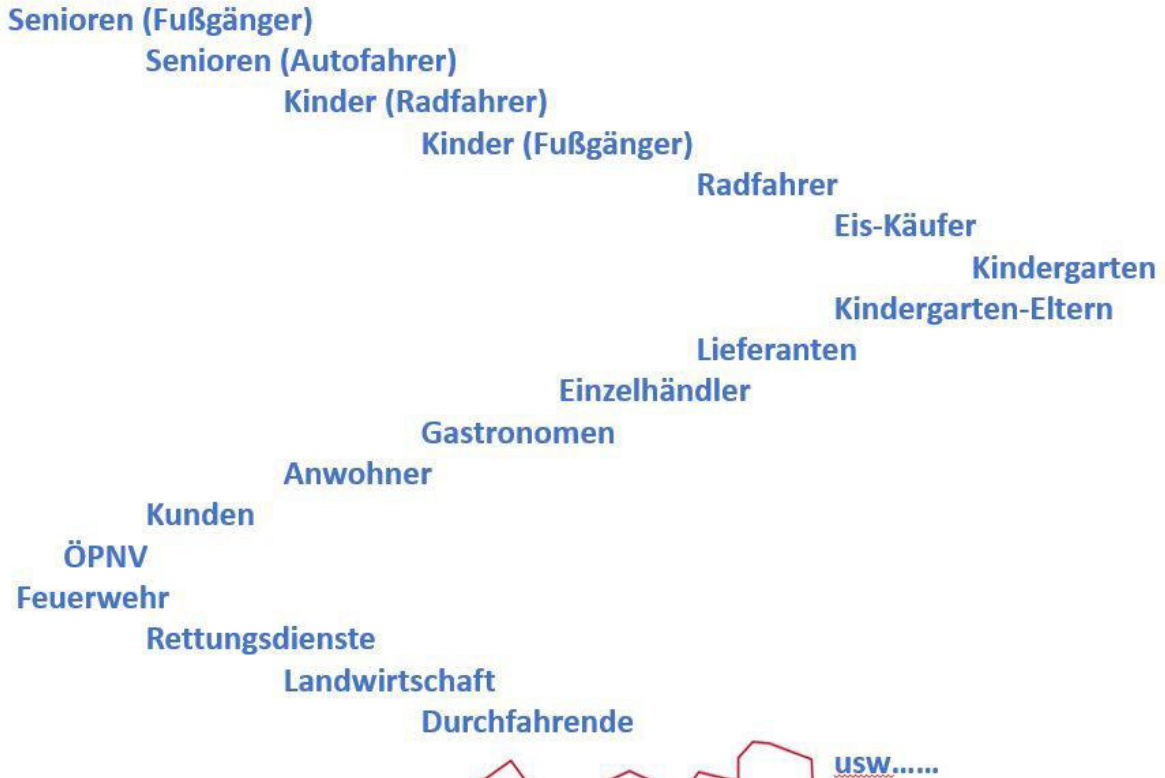 Senioren (Fußgänger)
Senioren (Autofahrer)
Kinder (Radfahrer)
Kinder (Fußgänger)
Radfahrer
Eis-Käufer
Kindergarten
Kindergarten-Eltern
Lieferanten
Einzelhändler
Gastronomen
Anwohner
Kunden
ÖPNV
Feuerwehr
Rettungsdienste
Landwirtschaft
Durchfahrende
usw......